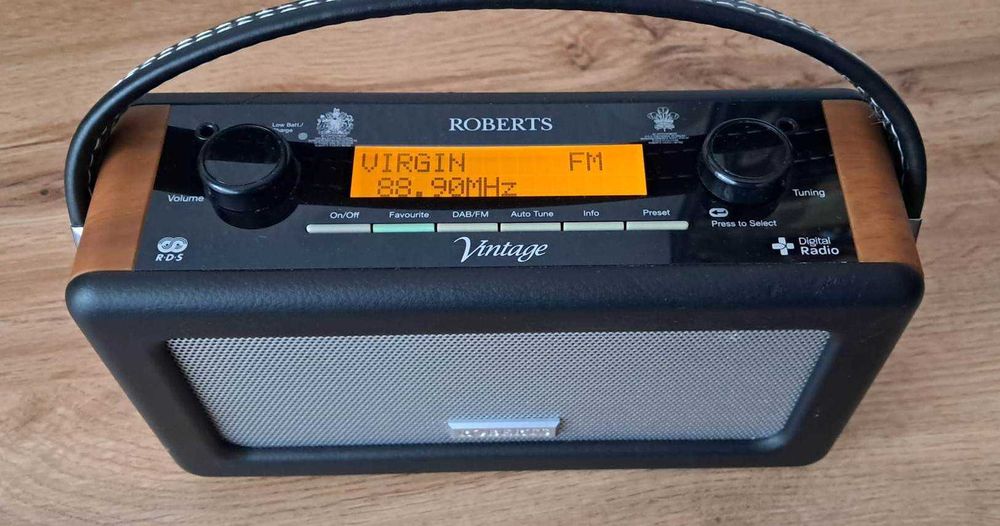 ROBERTS
Low Batt./
VIRGIN FM
88.90MHz
Volume
Tuning
On/Off Favourite DAB/FM Auto Tune Info Preset
Press to Select
Vintage
R·D·S
Digital
Radio